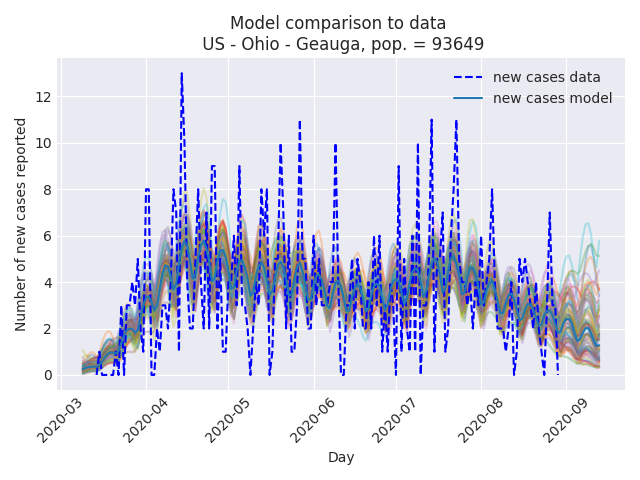 Model comparison to data
US - Ohio - Geauga, pop. = 93649
new cases data
new cases model
Number of new cases reported
12
10
8
6
4
2
0
2020-03
2020-04
2020-05
2020-06
2020-07
2020-08
2020-09
Day